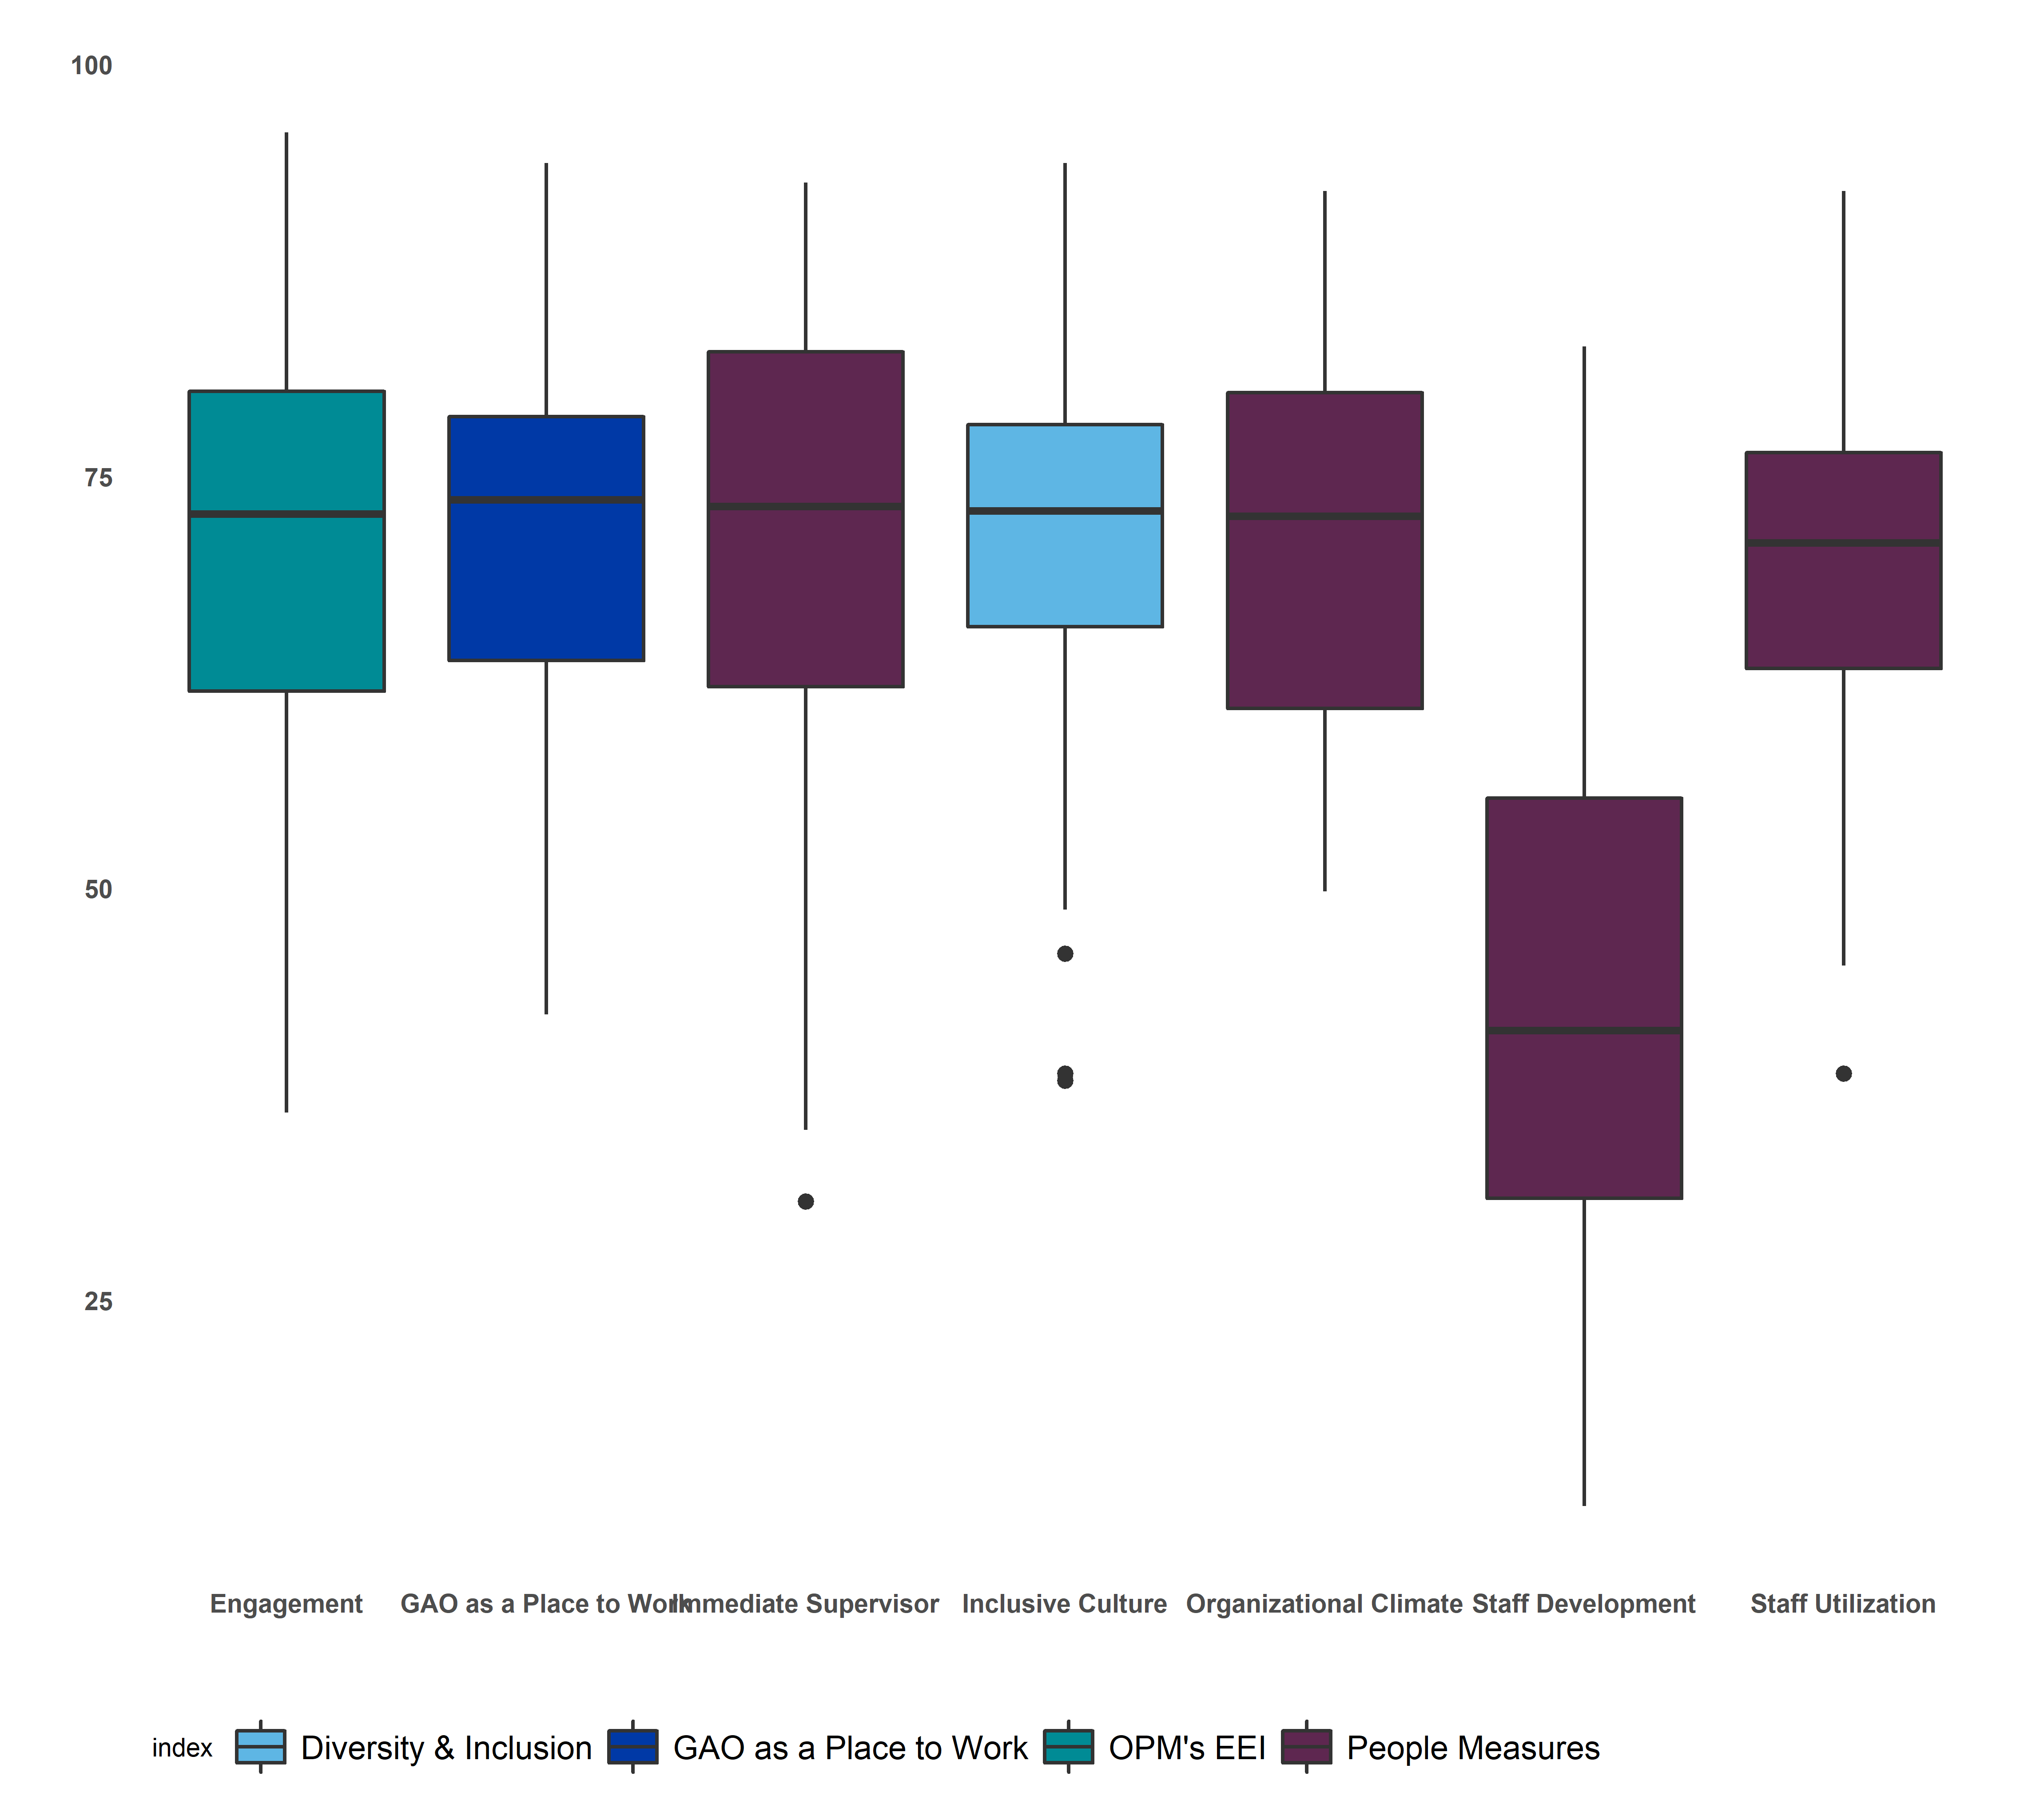 100
75
50
25
Engagement GAO as a Place to Work Immediate Supervisor Inclusive Culture Organizational Climate Staff Development Staff Utilization
index Diversity & Inclusion GAO as a Place to Work OPM's EEI People Measures